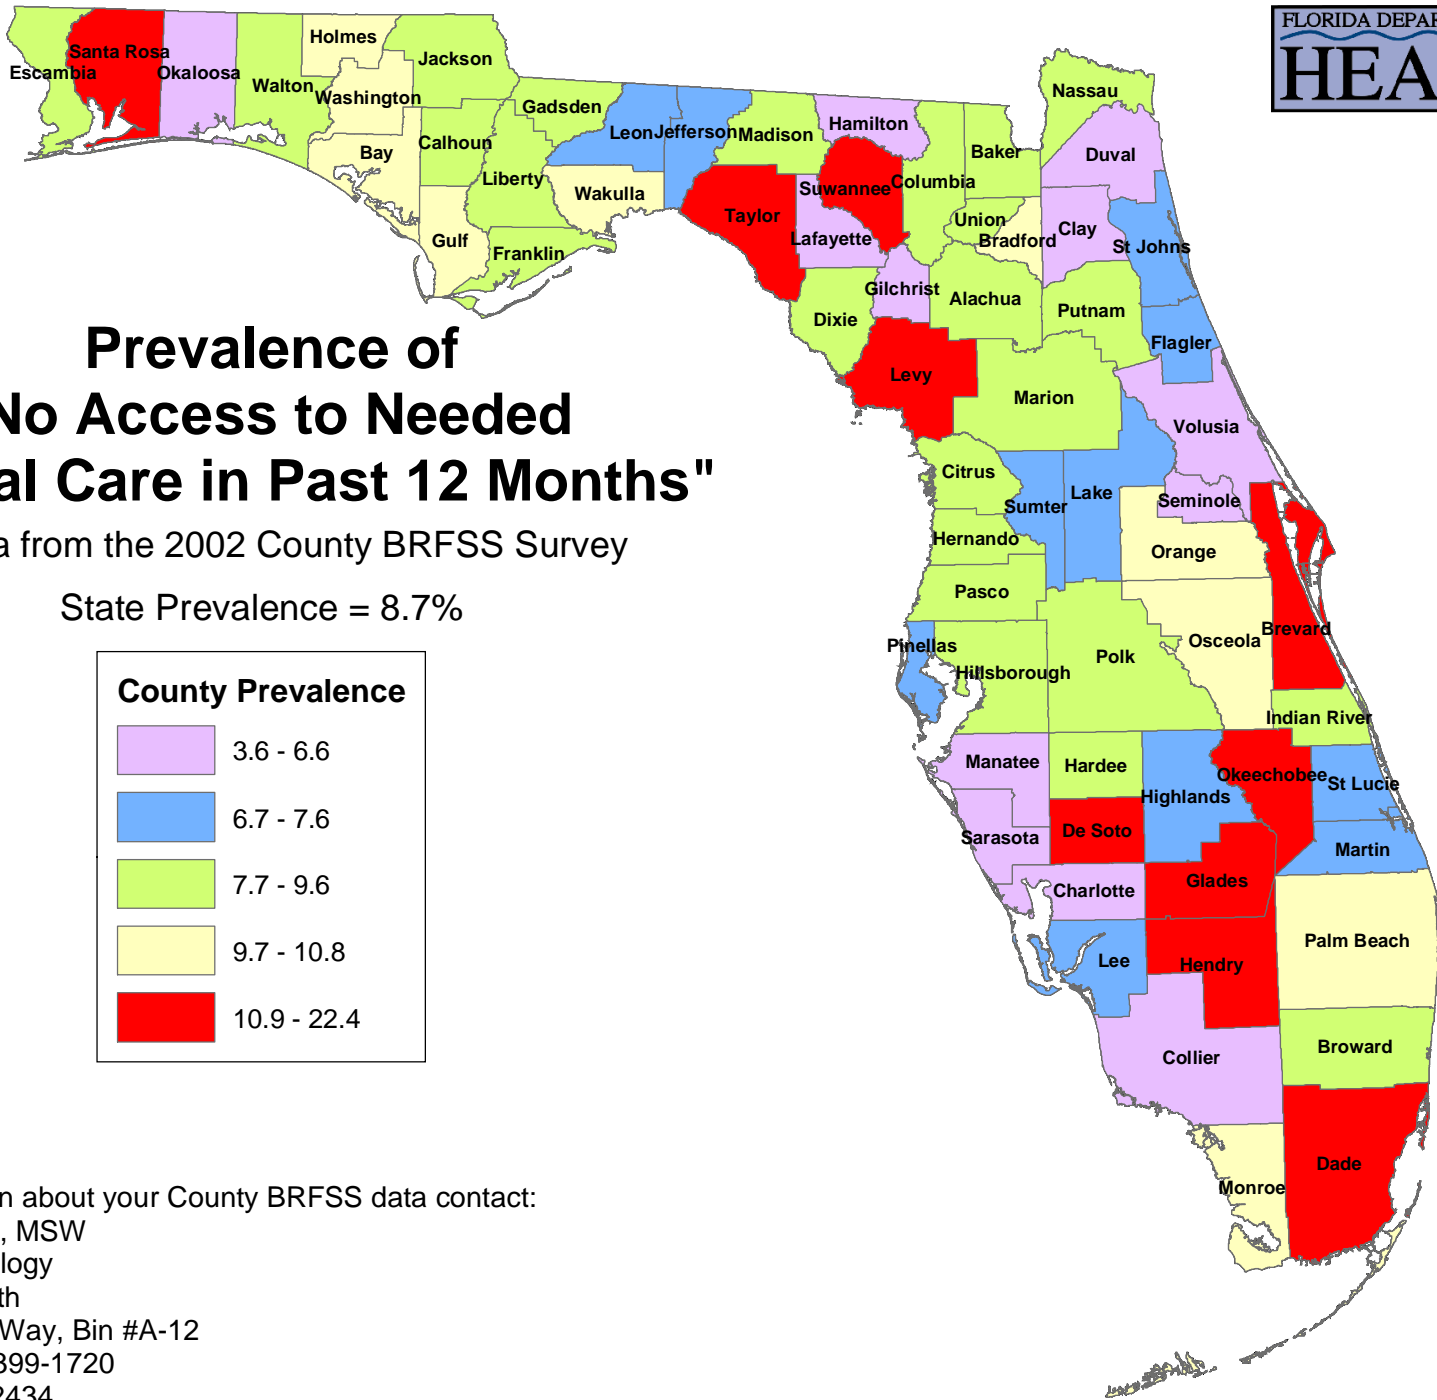 FLORIDA DEPAR
HEA
Prevalence of
No Access to Needed
al Care in Past 12 Months"
a from the 2002 County BRFSS Survey
State Prevalence = 8.7%
County Prevalence
3.6 - 6.6
6.7 - 7.6
7.7 - 9.6
9.7 - 10.8
10.9 - 22.4
n about your County BRFSS data contact:
, MSW
logy
th
Way, Bin #A-12
399-1720
2434
Escambia
Santa Rosa
Okaloosa
Walton
Holmes
Washington
Jackson
Bay
Calhoun
Gulf
Gadsden
Liberty
Franklin
Leon
Jefferson
Wakulla
Madison
Taylor
Hamilton
Suwannee
Lafayette
Columbia
Baker
Nassau
Duval
Union
Bradford
Clay
St Johns
Gilchrist
Dixie
Alachua
Putnam
Flagler
Levy
Marion
Volusia
Citrus
Sumter
Lake
Seminole
Hernando
Orange
Pasco
Pinellas
Hillsborough
Polk
Osceola
Brevard
Indian River
Manatee
Hardee
Highlands
Okeechobee
St Lucie
Sarasota
De Soto
Martin
Charlotte
Glades
Lee
Hendry
Palm Beach
Collier
Broward
Monroe
Dade